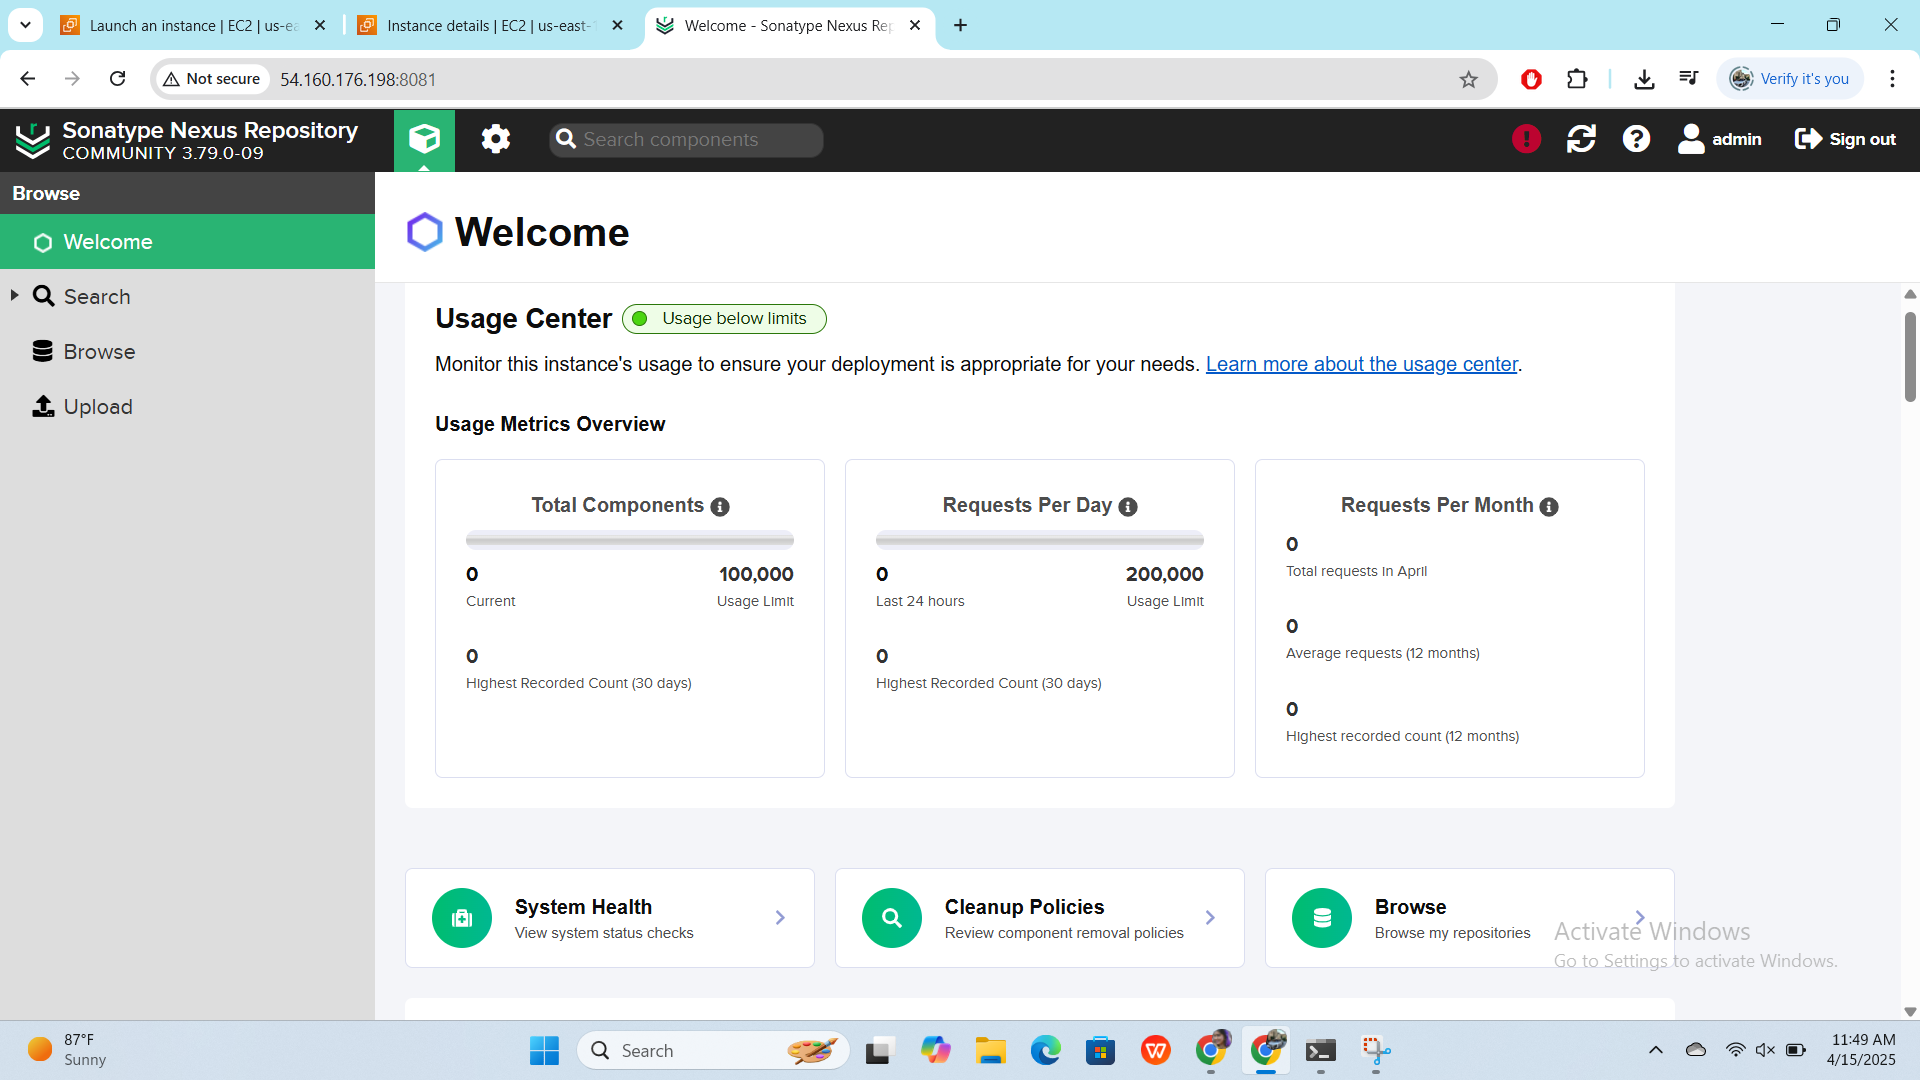 Launch an instance | EC2 | us-ea
Instance details | EC2 | us-east-1
Welcome - Sonatype Nexus Rep
Not secure
54.160.176.198:8081
Verify it's you
Sonatype Nexus Repository
COMMUNITY 3.79.0-09
Search components
admin
Sign out
Browse
Welcome
Search
Browse
Upload
Welcome
Usage Center
Usage below limits
Monitor this instance's usage to ensure your deployment is appropriate for your needs. Learn more about the usage center.
Usage Metrics Overview
Total Components
0
100,000
Current
Usage Limit
0
Highest Recorded Count (30 days)
Requests Per Day
0
200,000
Last 24 hours
Usage Limit
0
Highest Recorded Count (30 days)
Requests Per Month
0
Total requests in April
0
Average requests (12 months)
0
Highest recorded count (12 months)
System Health
View system status checks
Cleanup Policies
Review component removal policies
Browse
Browse my repositories
Activate Windows
Go to Settings to activate Windows.
87°F
Sunny
Search
11:49 AM
4/15/2025